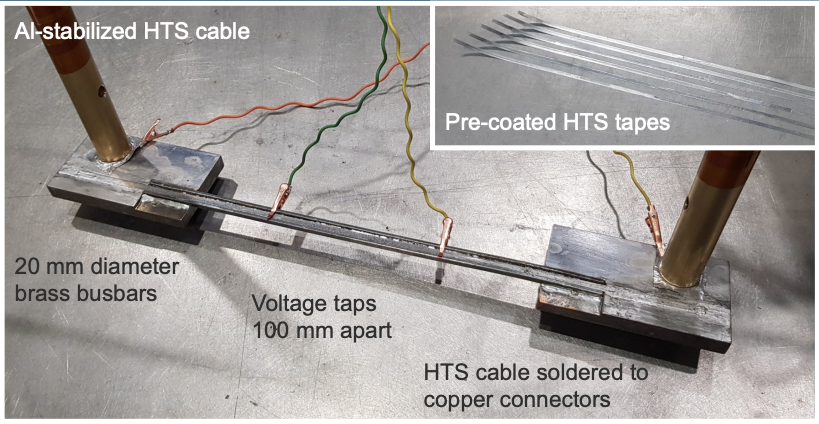 Al-stabilized HTS cable
Pre-coated HTS tapes
20 mm diameter
brass busbars
Voltage taps
100 mm apart
HTS cable soldered to
copper connectors